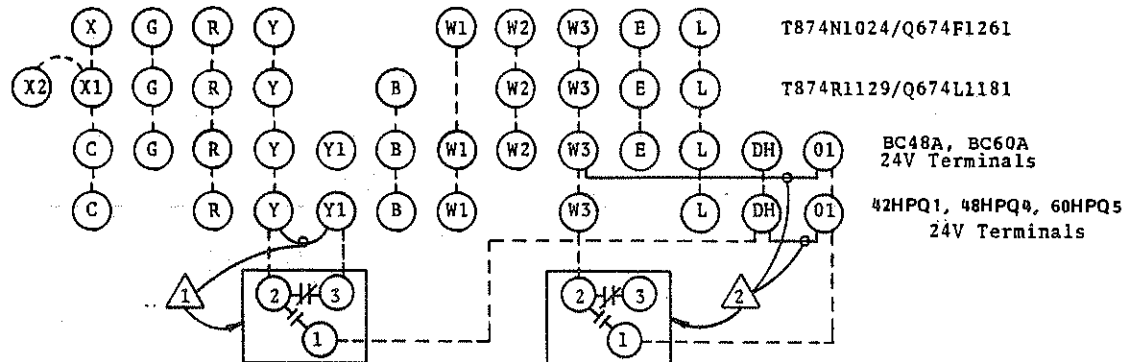 X G R Y W1 W2 W3 E L T874N1024/Q674F1261
X2 X1 G R Y B W2 W3 E L T874R1129/Q674L1181
C G R Y Y1 B W1 W2 W3 E L DH 01 BC48A, BC60A
24V Terminals
C R Y Y1 B W1 W3 L DH 01 42HPQ1, 48HPQ4, 60HPQ5
24V Terminals
1 2 3 2 3 2
1 1